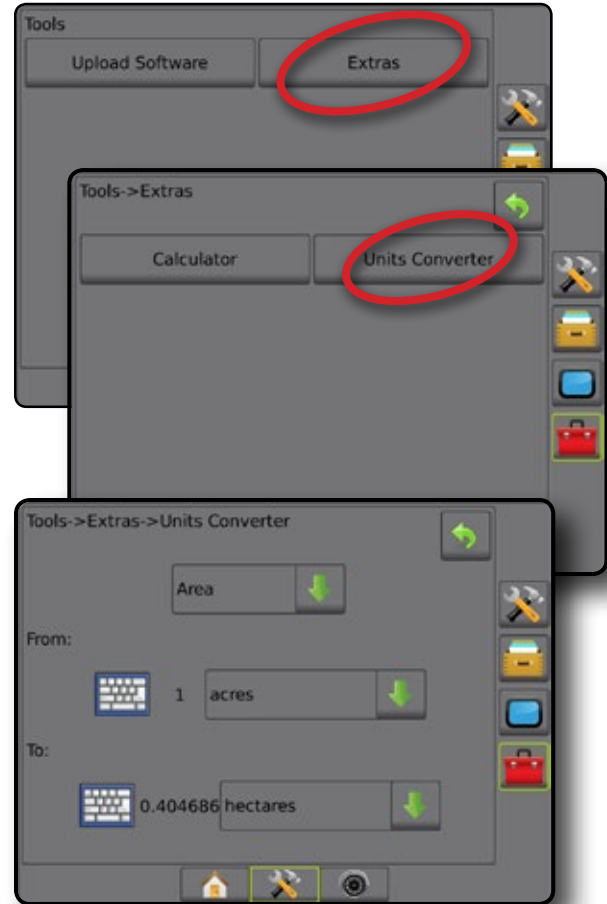 Tools
Upload Software Extras
Tools->Extras
Calculator Units Converter
Tools->Extras->Units Converter
Area
From:
1 acres
To:
0.404686 hectares